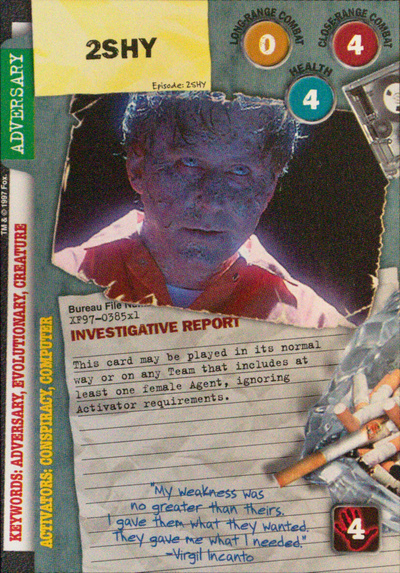 2SHY
Episode: 2SHY
LONG-RANGE COMBAT
0
CLOSE-RANGE COMBAT
4
HEALTH
4
ADVERSARY
TM & © 1997 Fox.
KEYWORDS: ADVERSARY, EVOLUTIONARY, CREATURE
ACTIVATORS: CONSPIRACY, COMPUTER
Bureau File
XF97-0385x1
INVESTIGATIVE REPORT
This card may be played in its normal
way or on any Team that includes at
least one female Agent, ignoring
Activator requirements.
"My weakness was
no greater than theirs.
I gave them what they wanted.
They gave me what I needed."
-Virgil Incanto
4